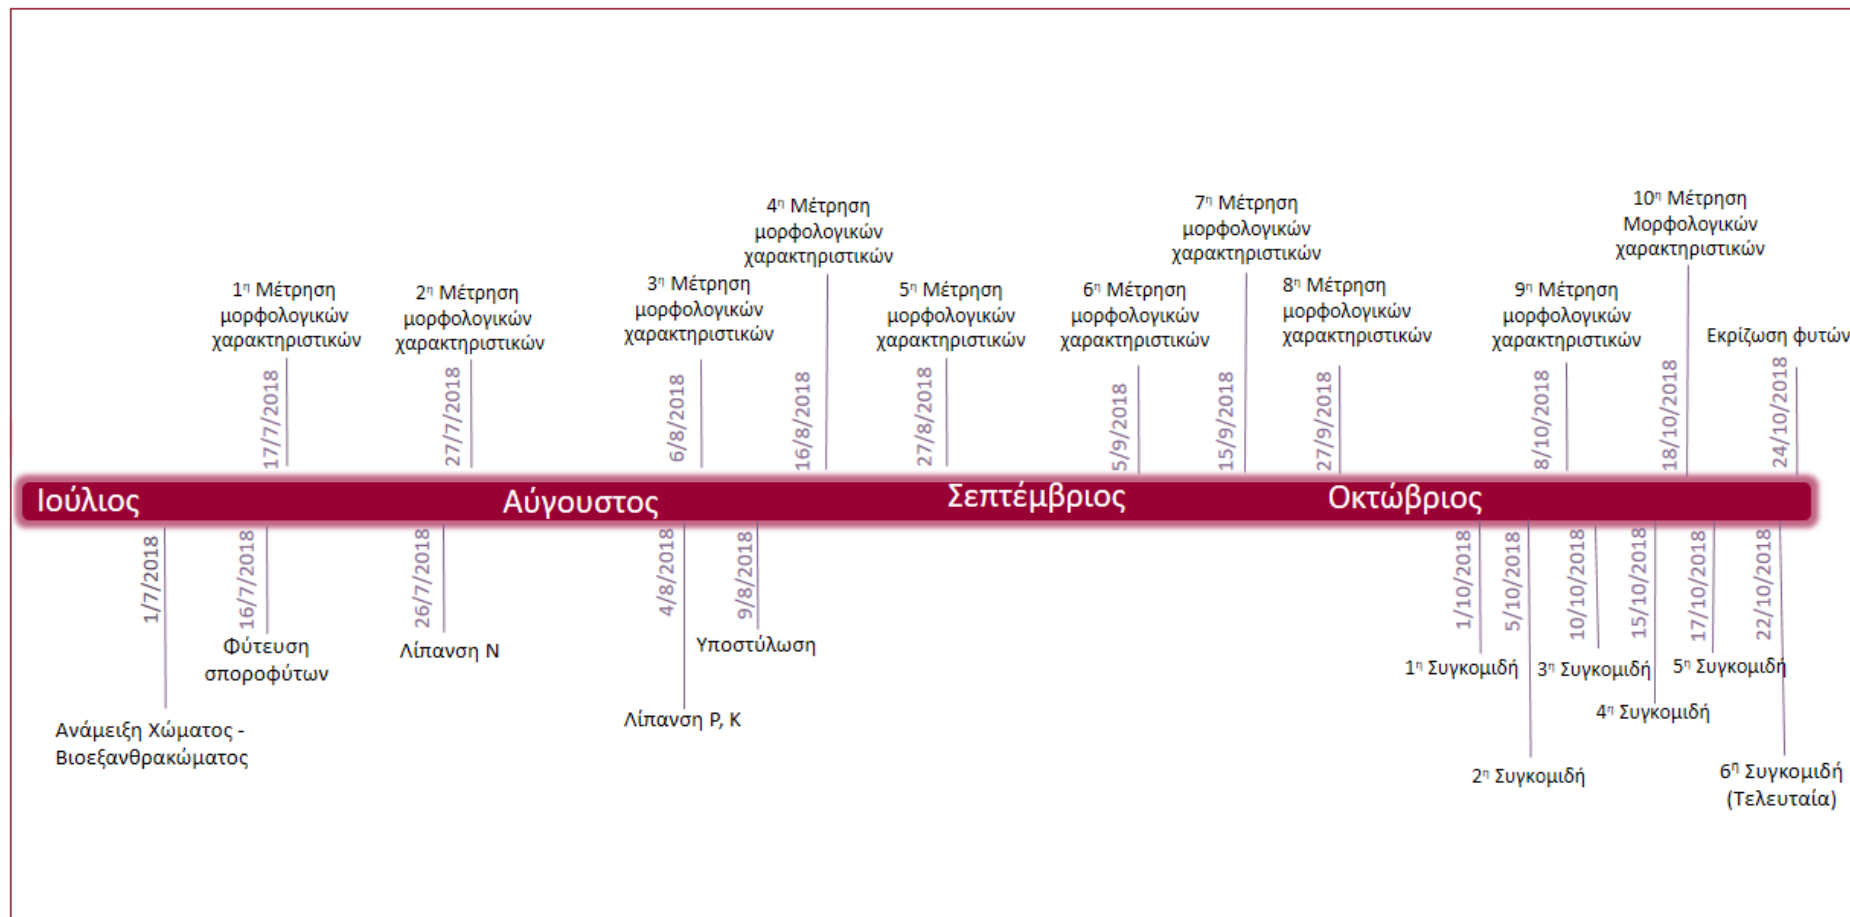 1η Μέτρηση
μορφολογικών
χαρακτηριστικών
17/7/2018
2η Μέτρηση
μορφολογικών
χαρακτηριστικών
27/7/2018
3η Μέτρηση
μορφολογικών
χαρακτηριστικών
6/8/2018
4η Μέτρηση
μορφολογικών
χαρακτηριστικών
16/8/2018
5η Μέτρηση
μορφολογικών
χαρακτηριστικών
27/8/2018
6η Μέτρηση
μορφολογικών
χαρακτηριστικών
5/9/2018
7η Μέτρηση
μορφολογικών
χαρακτηριστικών
15/9/2018
8η Μέτρηση
μορφολογικών
χαρακτηριστικών
27/9/2018
9η Μέτρηση
μορφολογικών
χαρακτηριστικών
8/10/2018
10η Μέτρηση
Μορφολογικών
χαρακτηριστικών
18/10/2018
Εκρίζωση φυτών
24/10/2018
Ιούλιος
Αύγουστος
Σεπτέμβριος
Οκτώβριος
1/7/2018
Ανάμειξη Χώματος -
Βιοεξανθρακώματος
16/7/2018
Φύτευση
σποροφύτων
26/7/2018
Λίπανση Ν
4/8/2018
Λίπανση P, K
9/8/2018
Υποστύλωση
1/10/2018
1η Συγκομιδή
5/10/2018
2η Συγκομιδή
10/10/2018
3η Συγκομιδή
15/10/2018
4η Συγκομιδή
17/10/2018
5η Συγκομιδή
22/10/2018
6η Συγκομιδή
(Τελευταία)